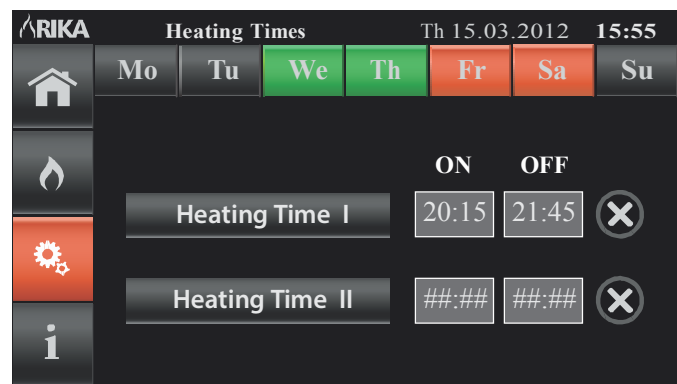 RIKA Heating Times Th 15.03.2012 15:55
Mo Tu We Th Fr Sa Su
ON OFF
Heating Time I 20:15 21:45
Heating Time II ##:## ##:##
i